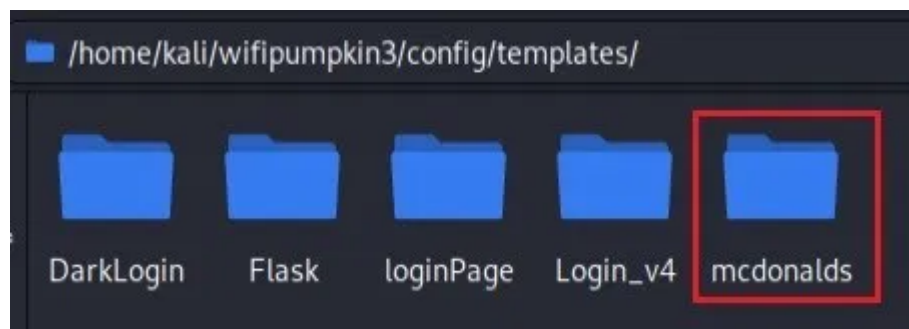 /home/kali/wifipumpkin3/config/templates/
DarkLogin Flask loginPage Login_v4 mcdonalds